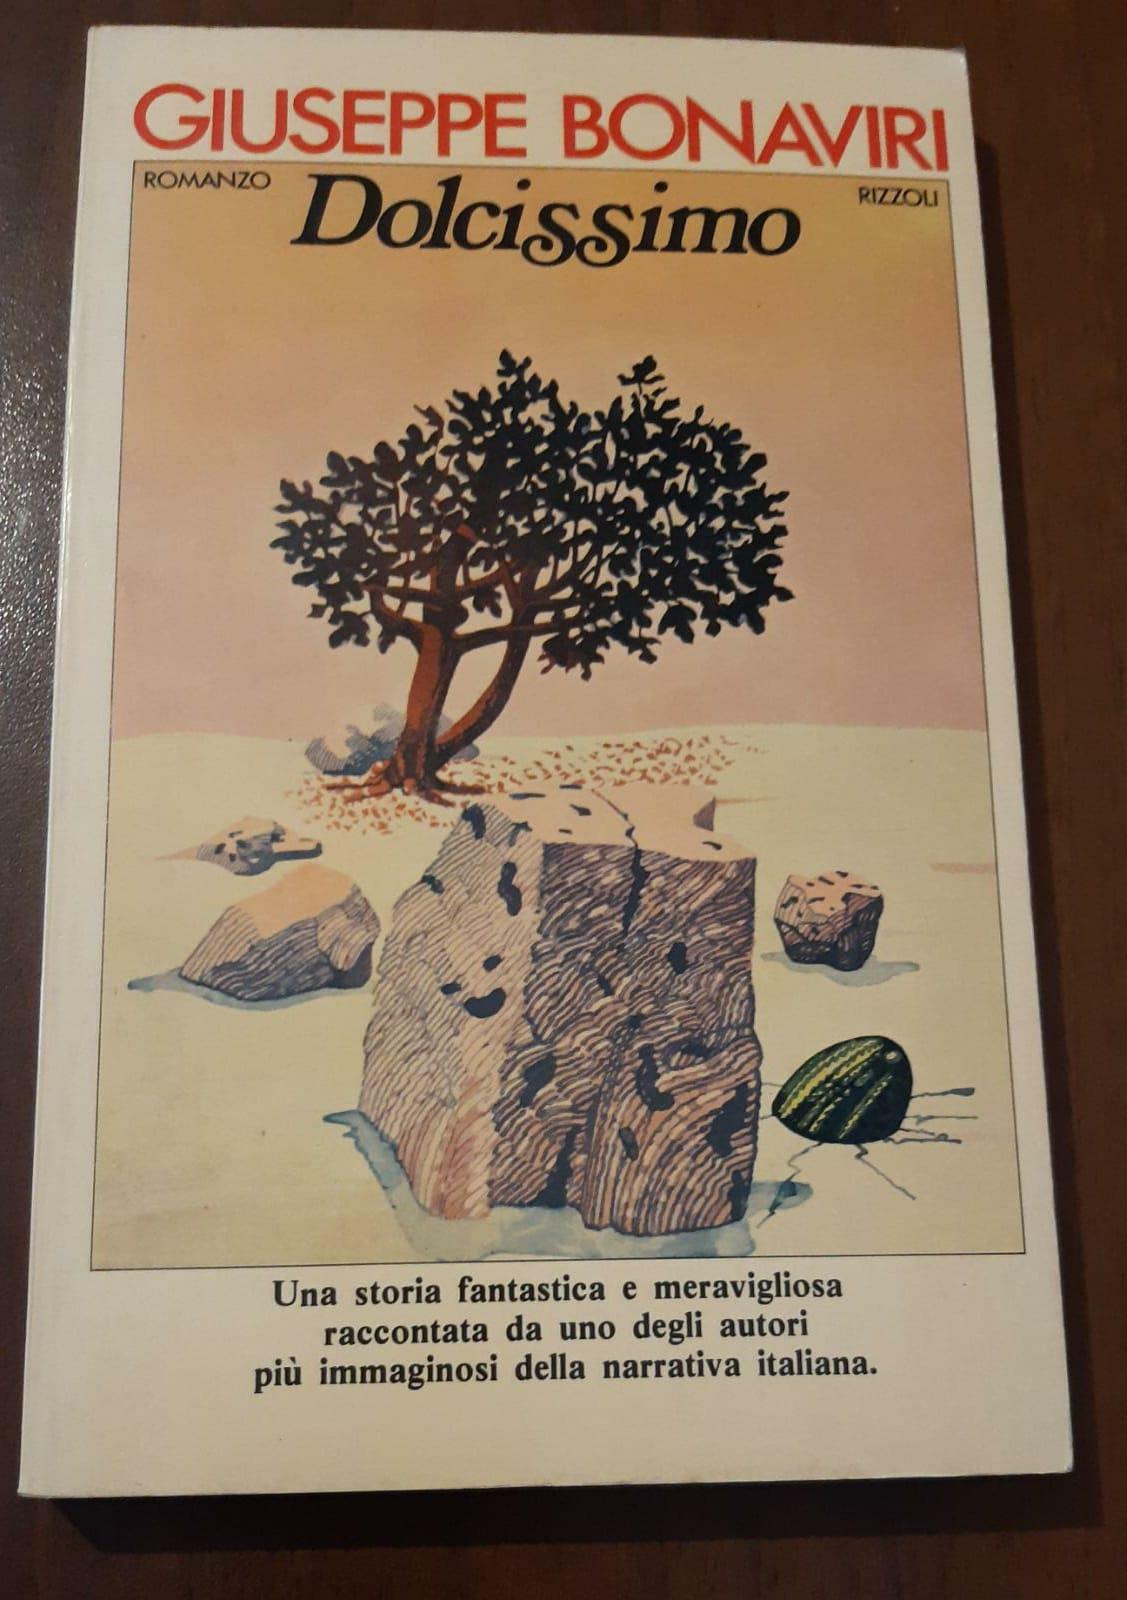 GIUSEPPE BONAVIRI
ROMANZO
Dolcissimo
RIZZOLI
Una storia fantastica e meravigliosa
raccontata da uno degli autori
più immaginosi della narrativa italiana.